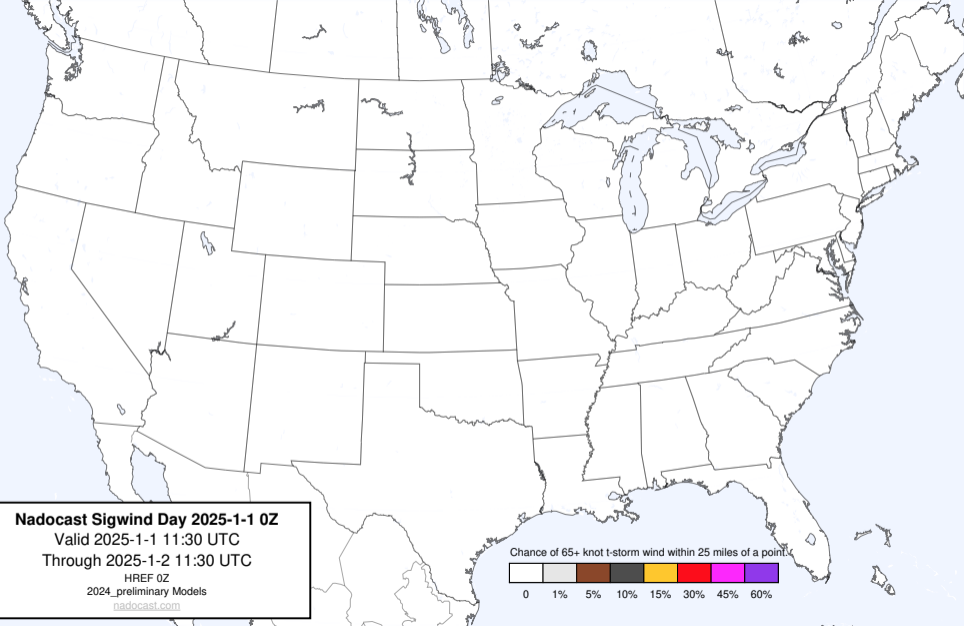 Nadocast Sigwind Day 2025-1-1 0Z
Valid 2025-1-1 11:30 UTC
Through 2025-1-2 11:30 UTC
HREF 0Z
2024_preliminary Models
nadocast.com
Chance of 65+ knot t-storm wind within 25 miles of a point.
0 1% 5% 10% 15% 30% 45% 60%